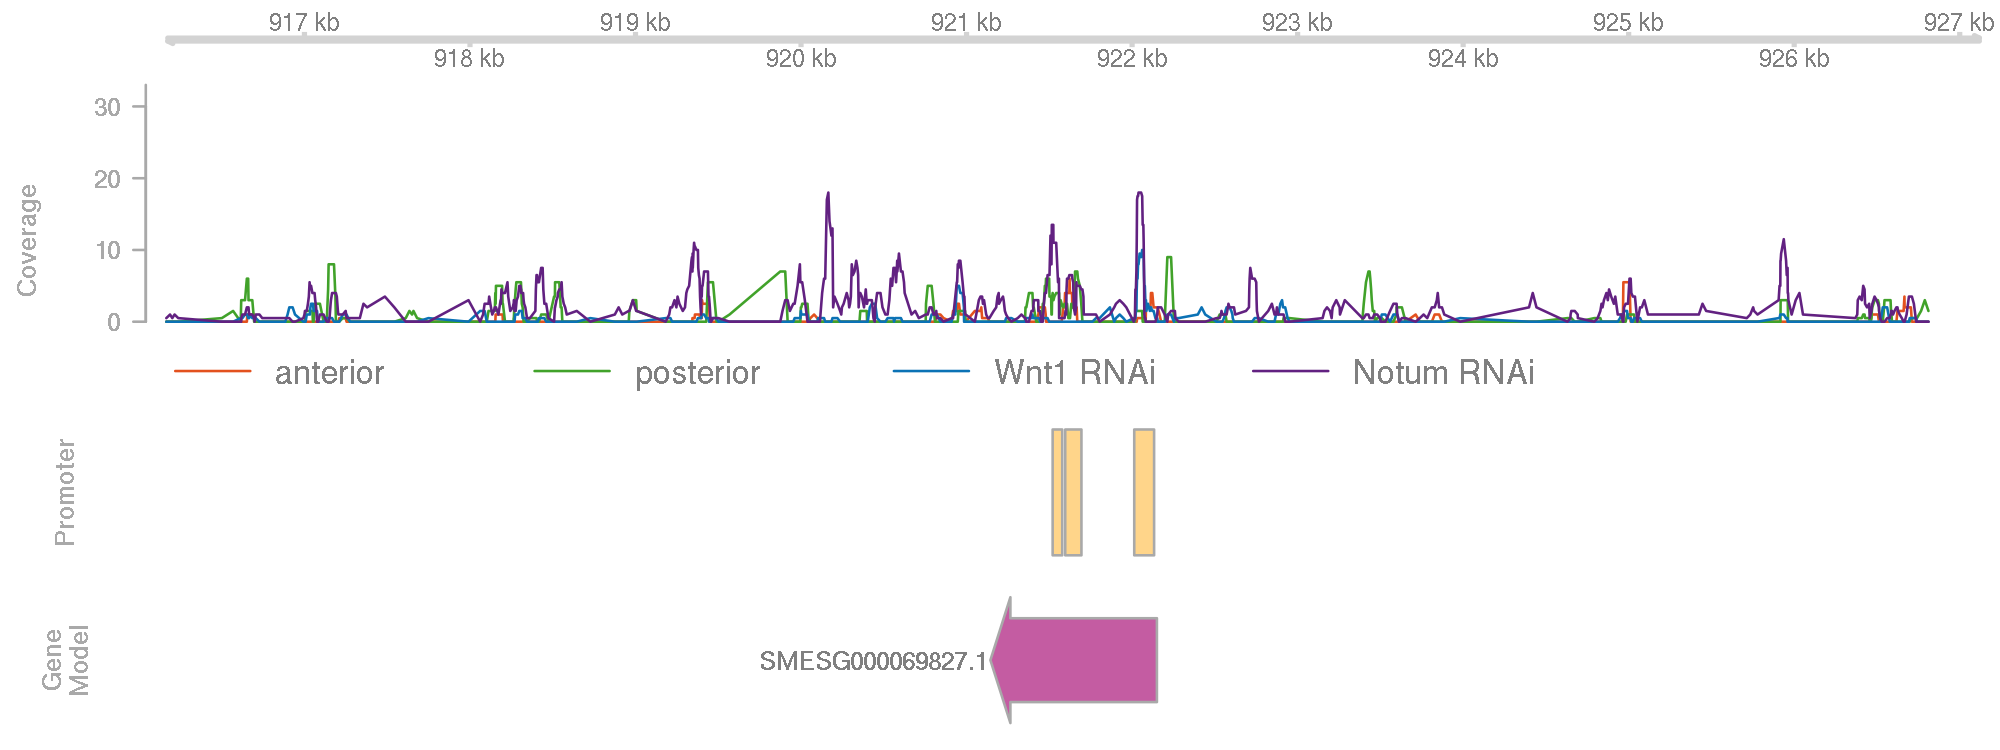 917 kb 919 kb 921 kb 923 kb 925 kb 927 kb
918 kb 920 kb 922 kb 924 kb 926 kb
Coverage
30
20
10
0
anterior posterior Wnt1 RNAi Notum RNAi
Promoter
Gene
Model
SMESG000069827.1